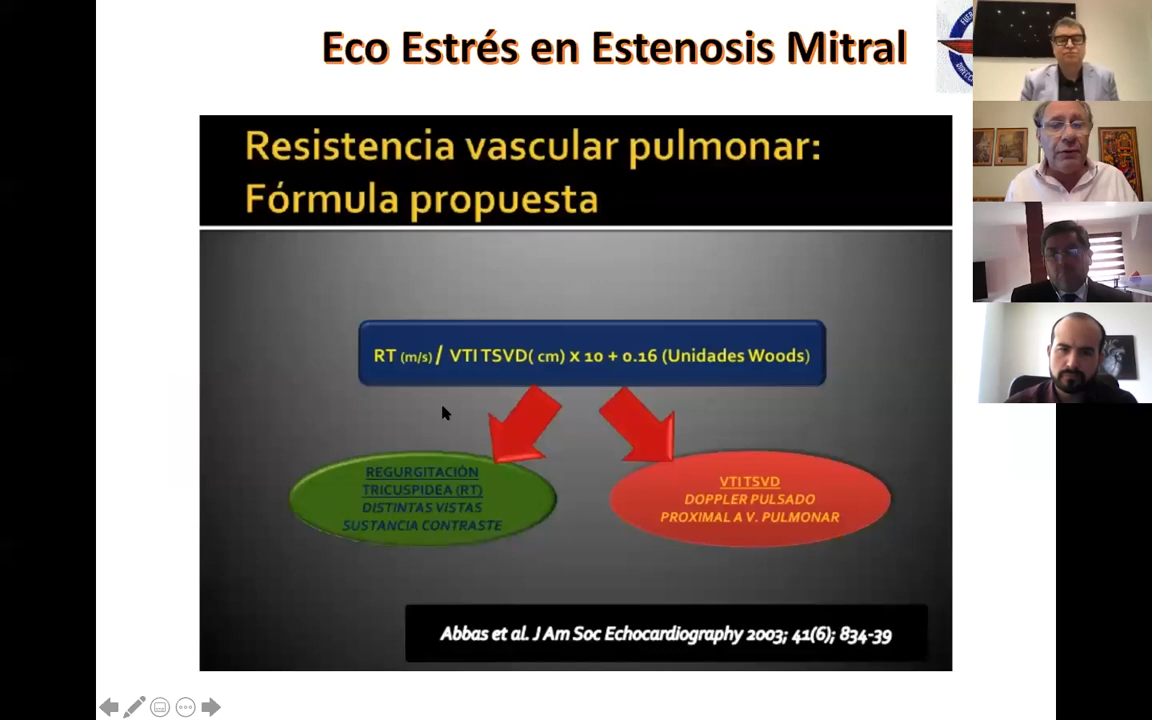 Eco Estrés en Estenosis Mitral
Resistencia vascular pulmonar:
Fórmula propuesta
RT (m/s) / VTI TSVD( cm) x 10 + 0.16 (Unidades Woods)
REGURGITACIÓN
TRICUSPIDEA (RT)
DISTINTAS VISTAS
SUSTANCIA CONTRASTE
VTI TSVD
DOPPLER PULSADO
PROXIMAL A V. PULMONAR
Abbas et al. J Am Soc Echocardiography 2003; 41(6); 834-39